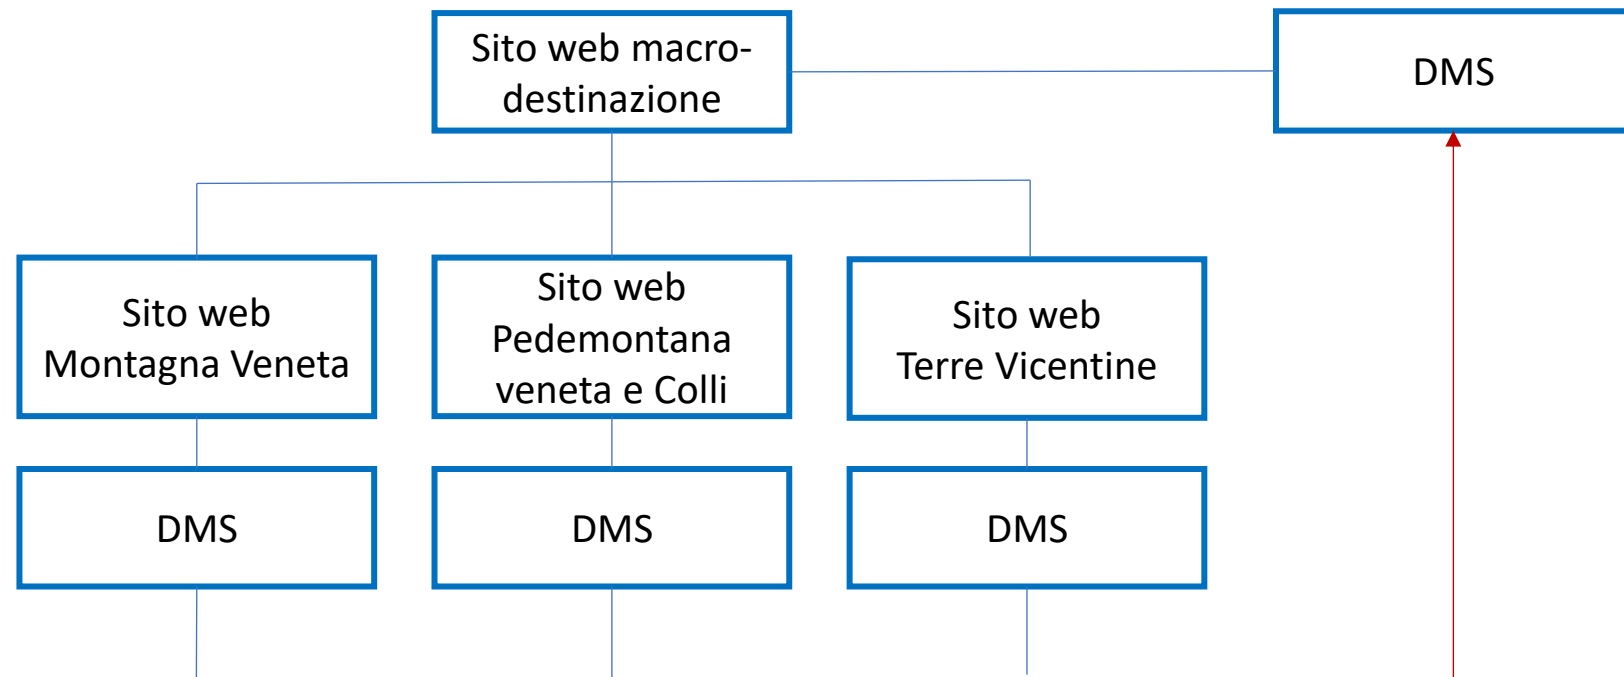 Sito web macro-
destinazione
DMS
Sito web
Montagna Veneta
Sito web
Pedemontana
veneta e Colli
Sito web
Terre Vicentine
DMS
DMS
DMS